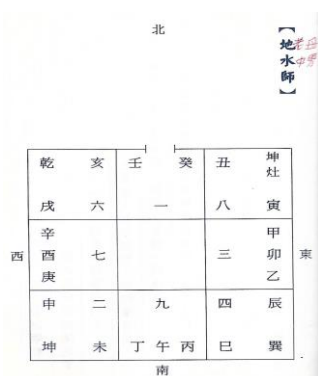 北
【地水師】
乾 亥 壬 癸 丑 坤灶
戌 六 一 八 寅
辛 甲
西 酉 七 三 卯 東
庚 乙
申 二 九 四 辰
坤 未 丁 午 丙 巳 巽
南